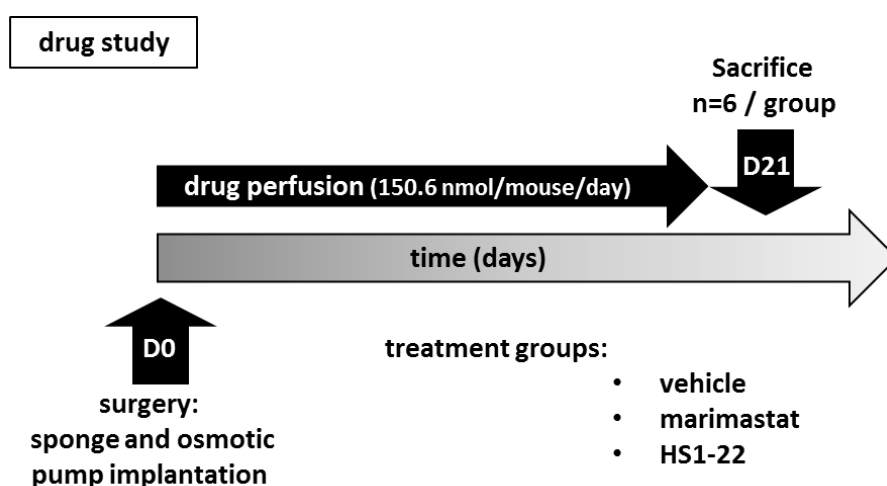 drug study
Sacrifice
n=6 / group
D21
drug perfusion (150.6 nmol/mouse/day)
time (days)
D0
surgery:
sponge and osmotic
pump implantation
treatment groups:
• vehicle
• marimastat
• HS1-22